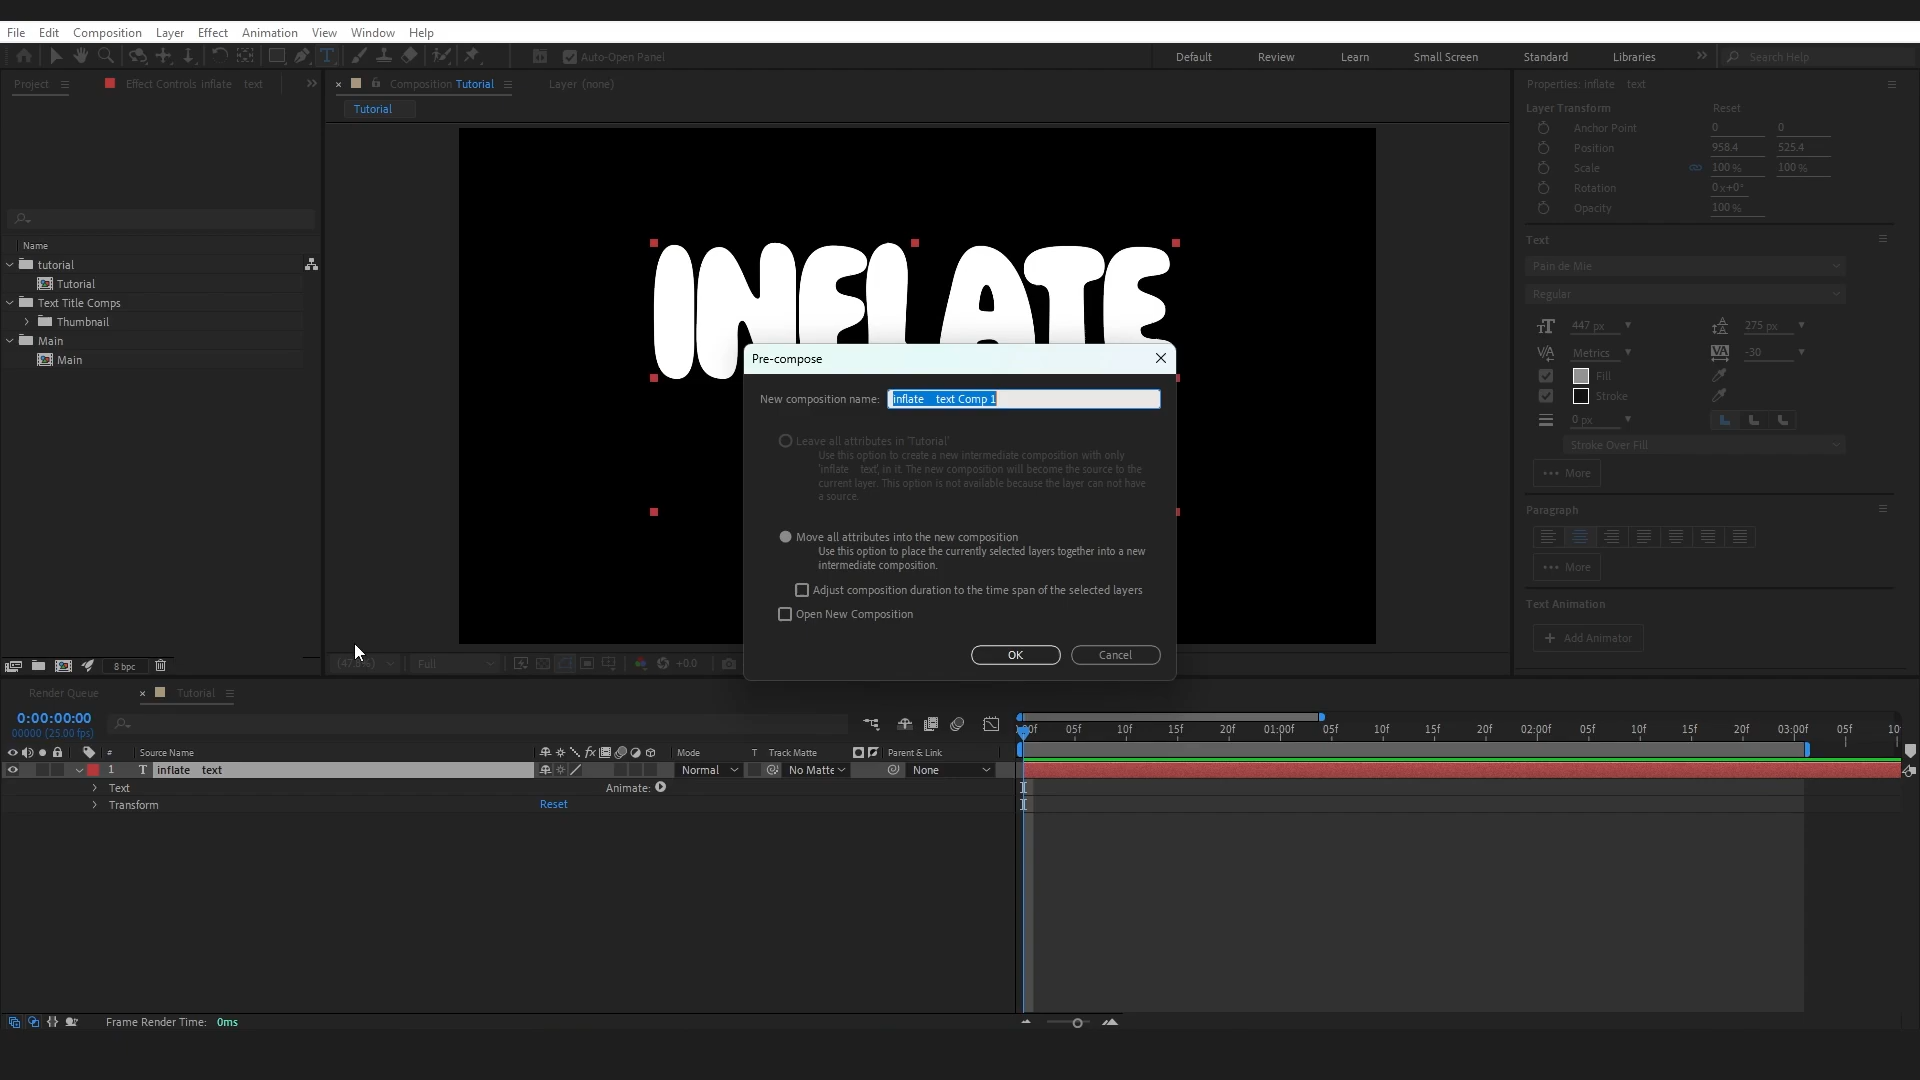 File Edit Composition Layer Effect Animation View Window Help
Auto-Open Panel Default Review Learn Small Screen Standard Libraries Search Help
Project Effect Controls inflate text Composition Tutorial Layer (none)
Tutorial
INFLATE
Name
tutorial
Tutorial
Text Title Comps
Thumbnail
Main
Main
8 bpc
(47.6%) Full +0.0
Pre-compose
New composition name: inflate text Comp 1
Leave all attributes in 'Tutorial'
Use this option to create a new intermediate composition with only
'inflate text', in it. The new composition will become the source to the
current layer. This option is not available because the layer can not have
a source.
Move all attributes into the new composition
Use this option to place the currently selected layers together into a new
intermediate composition.
Adjust composition duration to the time span of the selected layers
Open New Composition
OK Cancel
Properties: inflate text
Layer Transform Reset
Anchor Point 0 0
Position 958.4 525.4
Scale 100 % 100 %
Rotation 0x+0°
Opacity 100 %
Text
Pain de Mie
Regular
447 px 275 px
Metrics -30
Fill
Stroke
0 px
Stroke Over Fill
More
Paragraph
More
Text Animation
Add Animator
Render Queue Tutorial
0:00:00:00
00000 (25.00 fps)
# Source Name fx Mode T Track Matte Parent & Link
1 T inflate text Normal No Matte None
Text Animate:
Transform Reset
05f 10f 15f 20f 01:00f 05f 10f 15f 20f 02:00f 05f 10f 15f 20f 03:00f 05f 10
Frame Render Time: 0ms